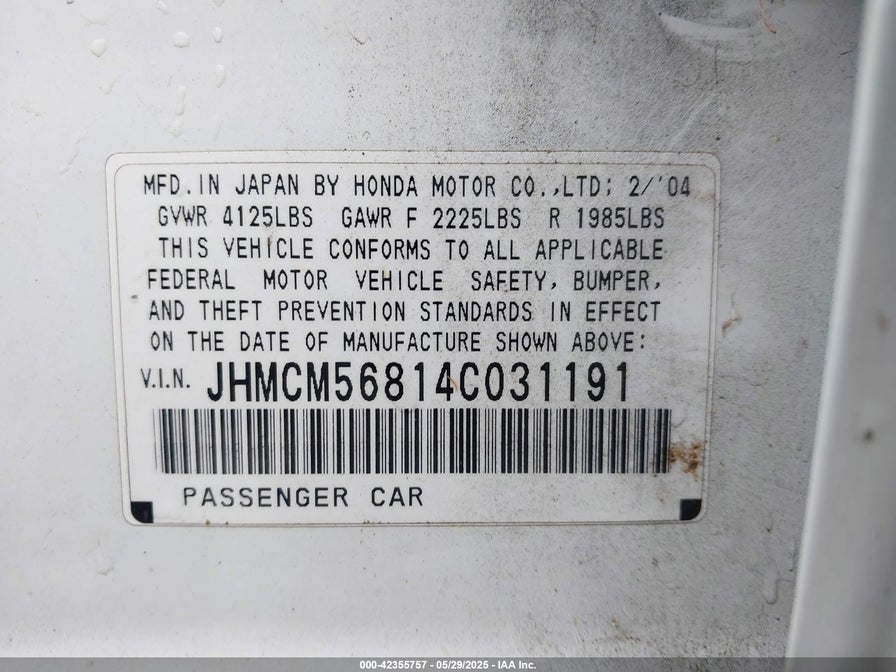 MFD. IN JAPAN BY HONDA MOTOR CO.,LTD; 2/'04
GVWR 4125LBS GAWR F 2225LBS R 1985LBS
THIS VEHICLE CONFORMS TO ALL APPLICABLE
FEDERAL MOTOR VEHICLE SAFETY, BUMPER,
AND THEFT PREVENTION STANDARDS IN EFFECT
ON THE DATE OF MANUFACTURE SHOWN ABOVE:
V.I.N. JHMCM56814C031191
PASSENGER CAR
000-42355757 - 05/29/2025 - IAA Inc.